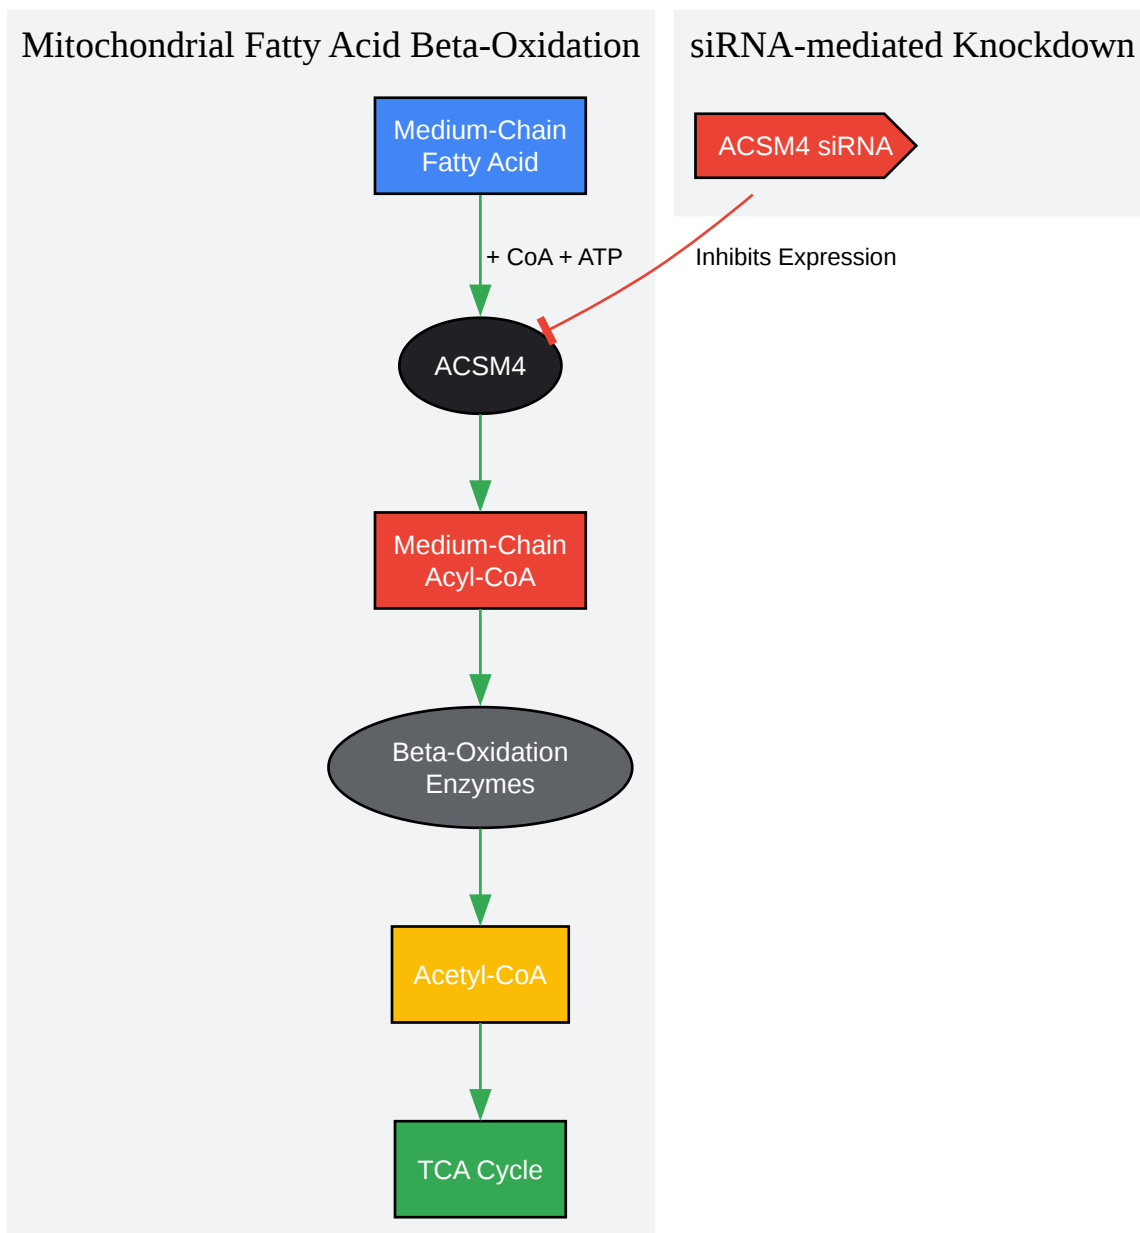 Mitochondrial Fatty Acid Beta-Oxidation
siRNA-mediated Knockdown
Medium-Chain
Fatty Acid
ACSM4 siRNA
+ CoA + ATP
Inhibits Expression
ACSM4
Medium-Chain
Acyl-CoA
Beta-Oxidation
Enzymes
Acetyl-CoA
TCA Cycle